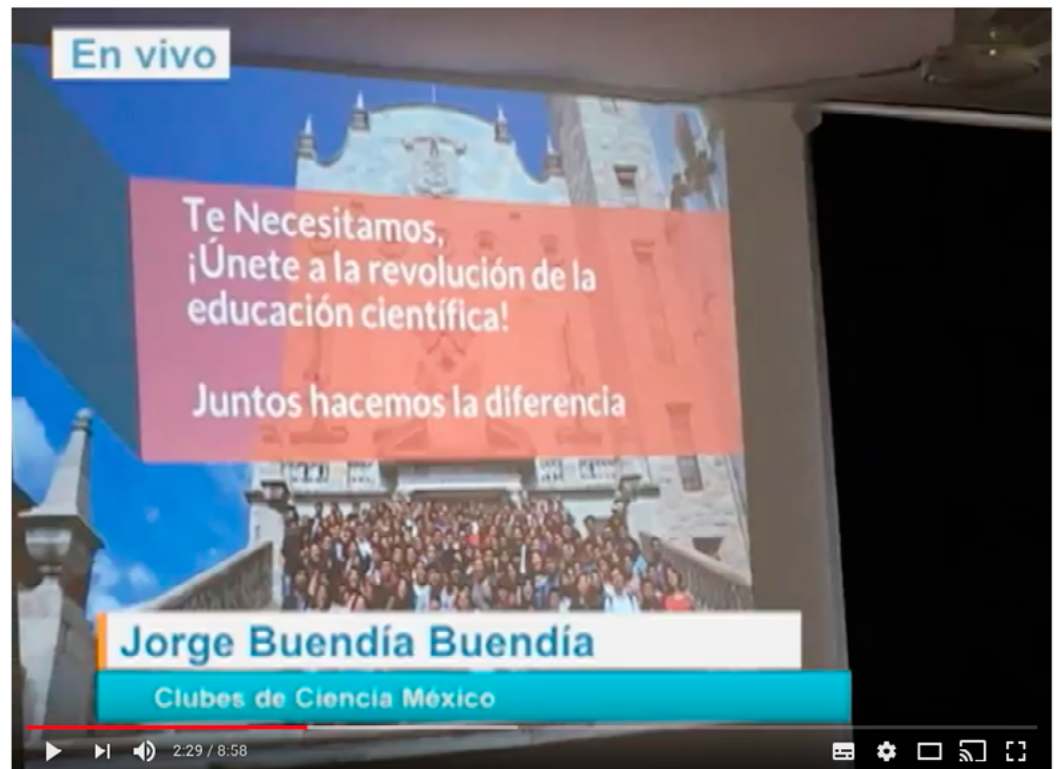 En vivo
Te Necesitamos,
¡Únete a la revolución de la
educación científica!
Juntos hacemos la diferencia
Jorge Buendía Buendía
Clubes de Ciencia México
2:29 / 8:58